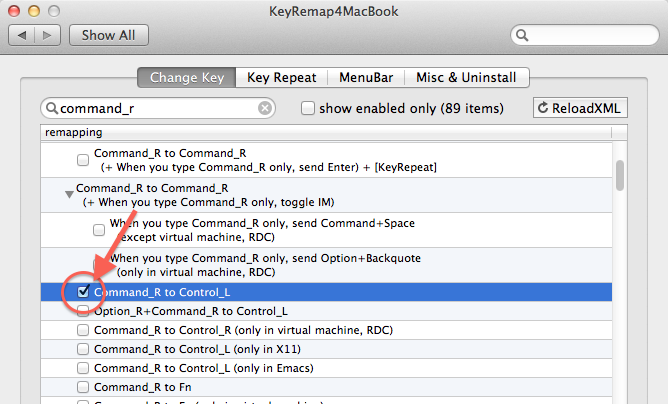 KeyRemap4MacBook
Show All
Change Key Key Repeat MenuBar Misc & Uninstall
command_r show enabled only (89 items) ReloadXML
remapping
Command_R to Command_R
(+ When you type Command_R only, send Enter) + [KeyRepeat]
Command_R to Command_R
(+ When you type Command_R only, toggle IM)
When you type Command_R only, send Command+Space
(except virtual machine, RDC)
When you type Command_R only, send Option+Backquote
(only in virtual machine, RDC)
Command_R to Control_L
Option_R+Command_R to Control_L
Command_R to Control_R (only in virtual machine, RDC)
Command_R to Control_L (only in X11)
Command_R to Control_L (only in Emacs)
Command_R to Fn